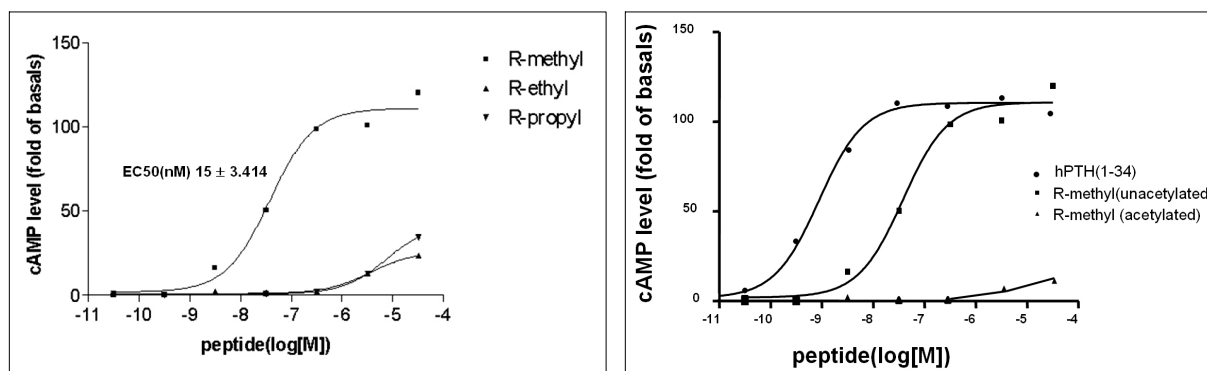 150
100
50
0
-11 -10 -9 -8 -7 -6 -5 -4
cAMP level (fold of basals)
peptide(log[M])
R-methyl
R-ethyl
R-propyl
EC50(nM) 15 ± 3.414
150
100
50
0
-11 -10 -9 -8 -7 -6 -5 -4
cAMP level (fold of basals)
peptide(log[M])
hPTH(1-34)
R-methyl(unacetylated)
R-methyl (acetylated)